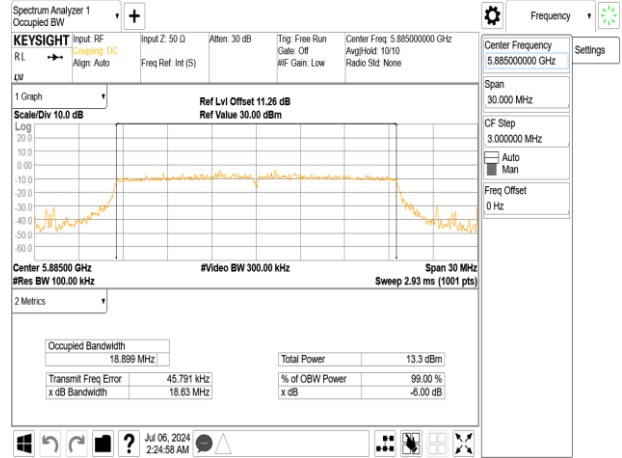 Spectrum Analyzer 1
Occupied BW
KEYSIGHT
Input: RF
Coupling: DC
Align: Auto
Input Z: 50 Ω
Freq Ref: Int (S)
Atten: 30 dB
Trig: Free Run
Gate: Off
#IF Gain: Low
Center Freq: 5.885000000 GHz
Avg|Hold: 10/10
Radio Std: None
RL
LXI
1 Graph
Scale/Div 10.0 dB
Ref Lvl Offset 11.26 dB
Ref Value 30.00 dBm
Log
20.0
10.0
0.00
-10.0
-20.0
-30.0
-40.0
-50.0
-60.0
Center 5.88500 GHz
#Res BW 100.00 kHz
#Video BW 300.00 kHz
Span 30 MHz
Sweep 2.93 ms (1001 pts)
2 Metrics
Occupied Bandwidth
18.899 MHz
Transmit Freq Error 45.791 kHz
x dB Bandwidth 18.63 MHz
Total Power 13.3 dBm
% of OBW Power 99.00 %
x dB -6.00 dB
Jul 06, 2024
2:24:58 AM
Frequency
Settings
Center Frequency
5.885000000 GHz
Span
30.000 MHz
CF Step
3.000000 MHz
Auto
Man
Freq Offset
0 Hz